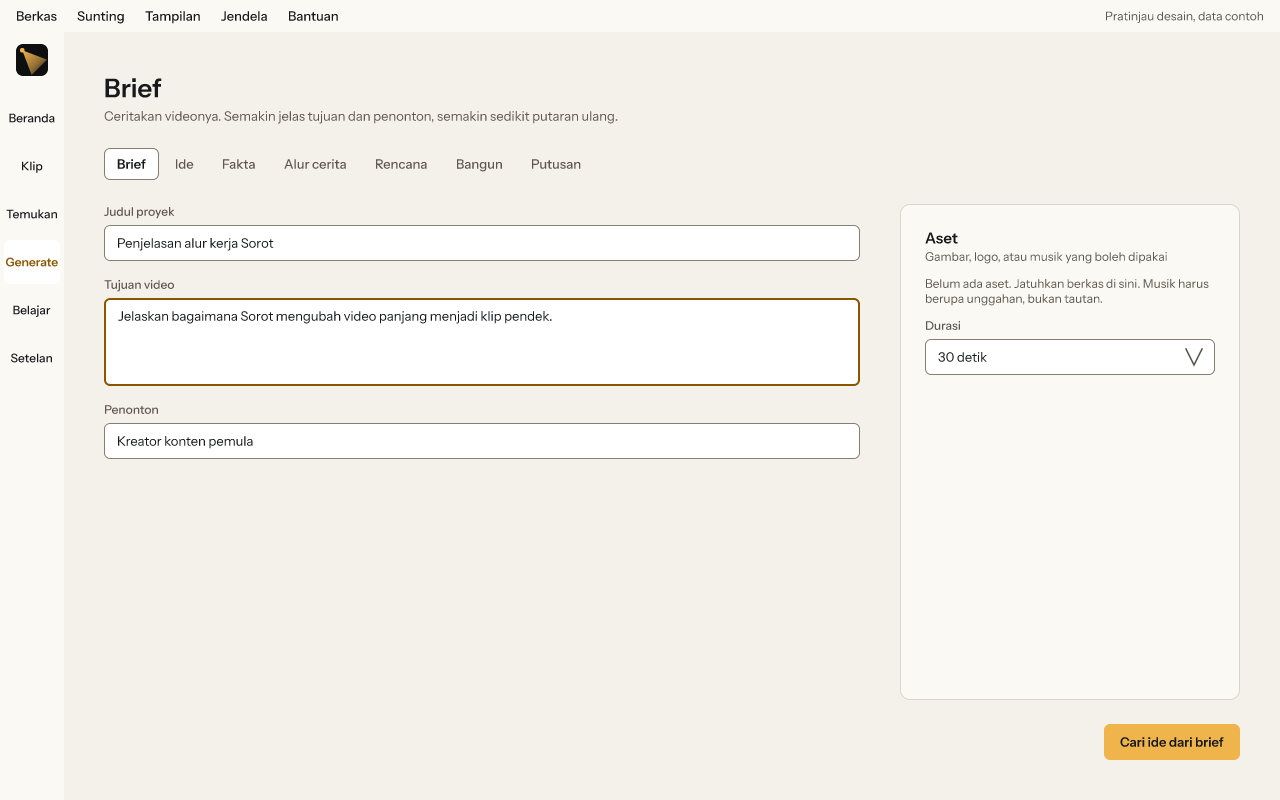 Berkas Sunting Tampilan Jendela Bantuan
Pratinjau desain, data contoh
Beranda
Klip
Temukan
Generate
Belajar
Setelan
Brief
Ceritakan videonya. Semakin jelas tujuan dan penonton, semakin sedikit putaran ulang.
Brief Ide Fakta Alur cerita Rencana Bangun Putusan
Judul proyek
Penjelasan alur kerja Sorot
Tujuan video
Jelaskan bagaimana Sorot mengubah video panjang menjadi klip pendek.
Penonton
Kreator konten pemula
Aset
Gambar, logo, atau musik yang boleh dipakai
Belum ada aset. Jatuhkan berkas di sini. Musik harus
berupa unggahan, bukan tautan.
Durasi
30 detik
Cari ide dari brief